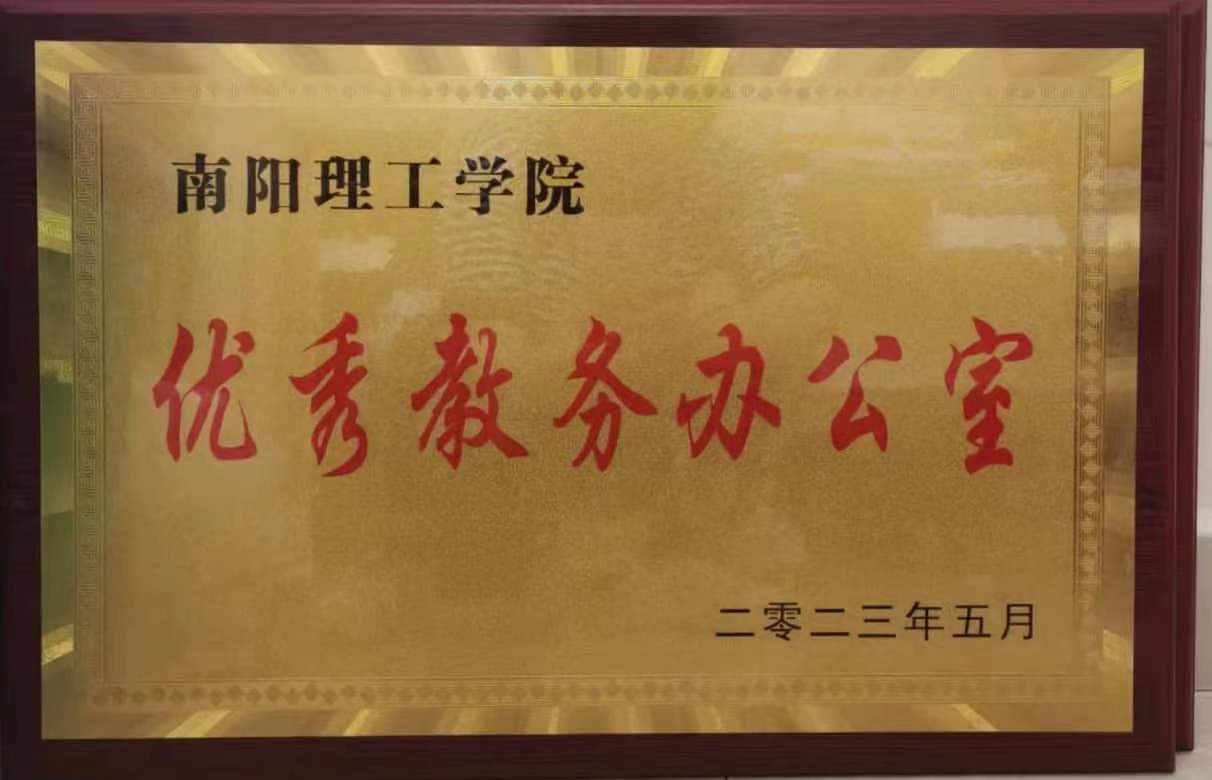 南阳理工学院
优秀教务办公室
二零二三年五月